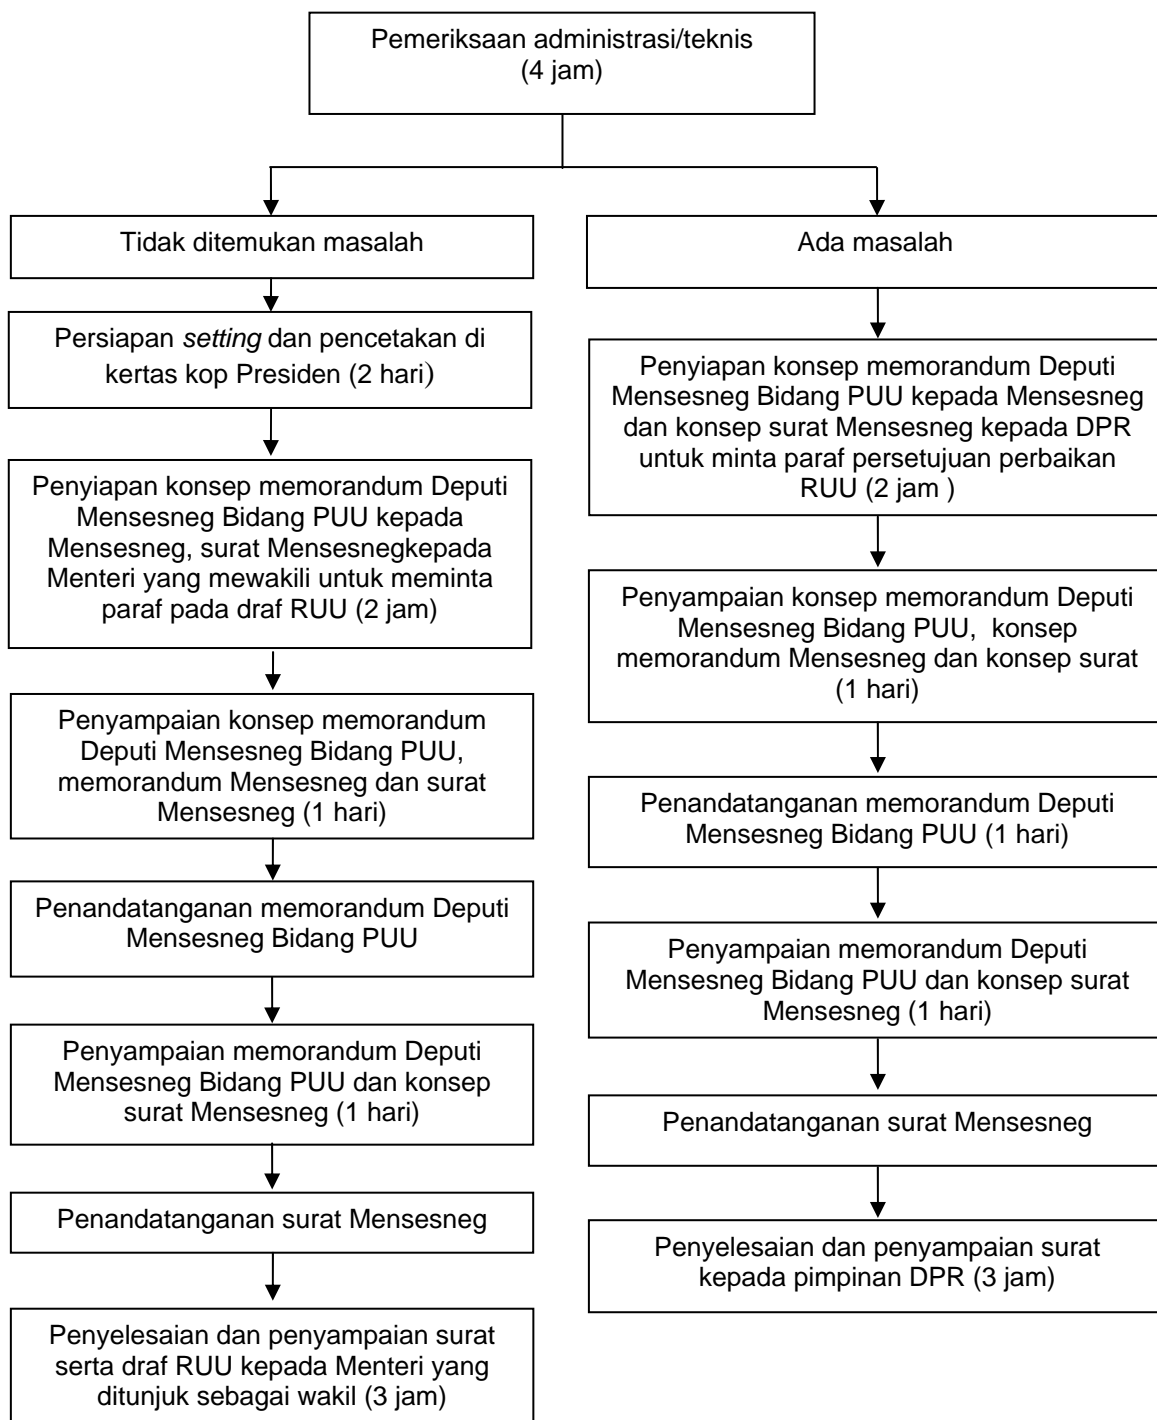 Pemeriksaan administrasi/teknis
(4 jam)
Tidak ditemukan masalah
Persiapan setting dan pencetakan di
kertas kop Presiden (2 hari)
Penyiapan konsep memorandum Deputi
Mensesneg Bidang PUU kepada
Mensesneg, surat Mensesnegkepada
Menteri yang mewakili untuk meminta
paraf pada draf RUU (2 jam)
Penyampaian konsep memorandum
Deputi Mensesneg Bidang PUU,
memorandum Mensesneg dan surat
Mensesneg (1 hari)
Penandatanganan memorandum Deputi
Mensesneg Bidang PUU
Penyampaian memorandum Deputi
Mensesneg Bidang PUU dan konsep
surat Mensesneg (1 hari)
Penandatanganan surat Mensesneg
Penyelesaian dan penyampaian surat
serta draf RUU kepada Menteri yang
ditunjuk sebagai wakil (3 jam)
Ada masalah
Penyiapan konsep memorandum Deputi
Mensesneg Bidang PUU kepada Mensesneg
dan konsep surat Mensesneg kepada DPR
untuk minta paraf persetujuan perbaikan
RUU (2 jam )
Penyampaian konsep memorandum Deputi
Mensesneg Bidang PUU, konsep
memorandum Mensesneg dan konsep surat
(1 hari)
Penandatanganan memorandum Deputi
Mensesneg Bidang PUU (1 hari)
Penyampaian memorandum Deputi
Mensesneg Bidang PUU dan konsep surat
Mensesneg (1 hari)
Penandatanganan surat Mensesneg
Penyelesaian dan penyampaian surat
kepada pimpinan DPR (3 jam)